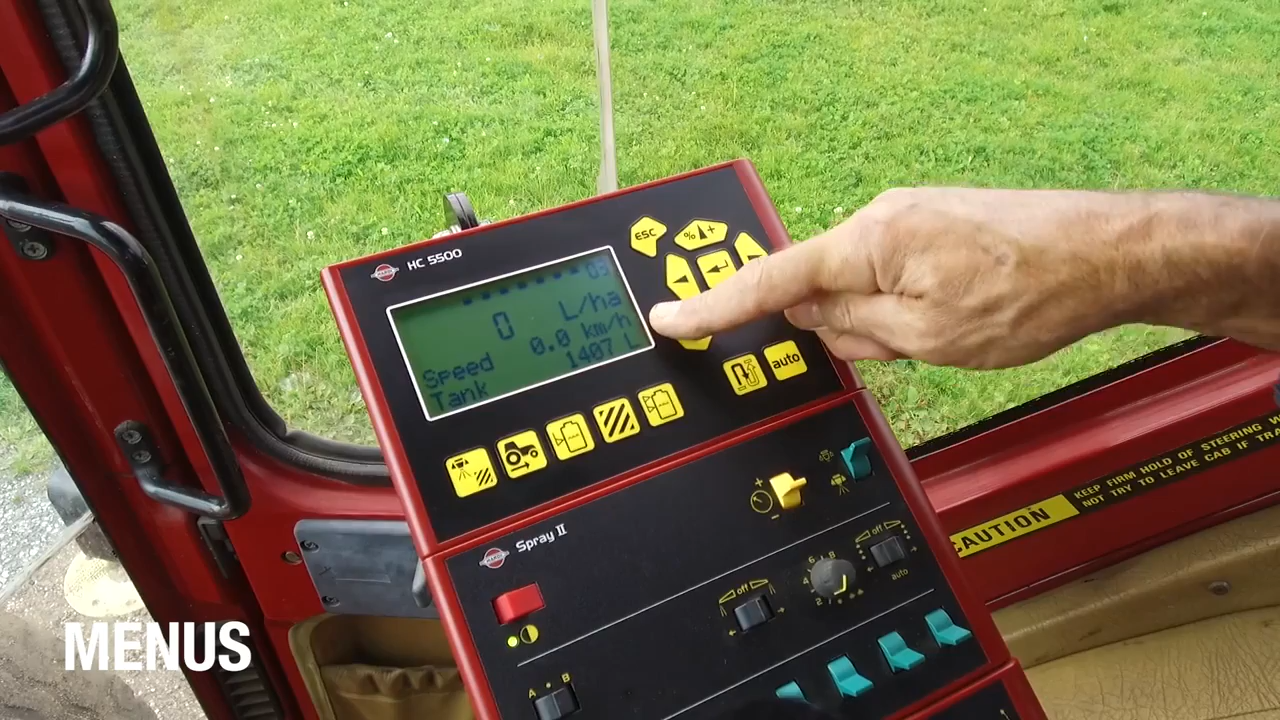 HC 5500
ESC
% +
03
0 L/ha
Speed 0.0 km/h
Tank 1407 L
auto
Spray II
+
-
off
off
auto
A B
CAUTION
KEEP FIRM HOLD OF STEERING
NOT TRY TO LEAVE CAB IF
MENUS